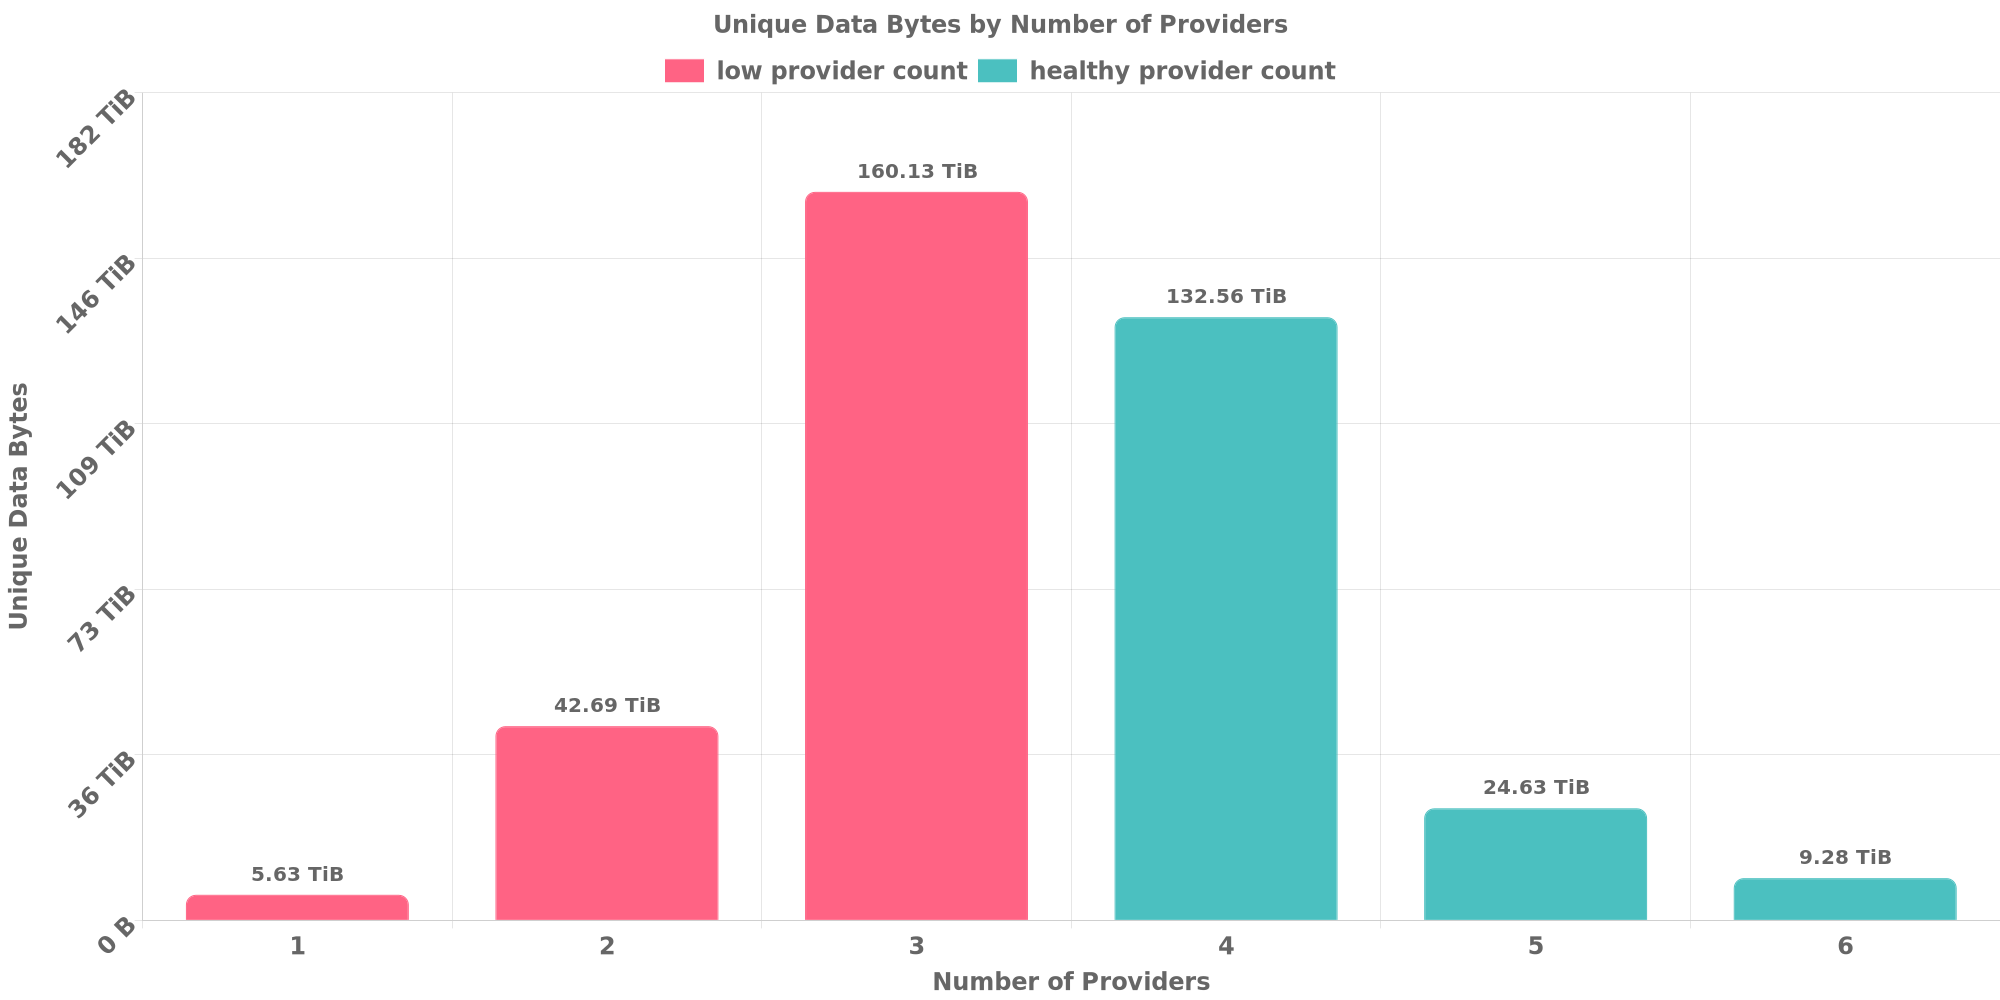 Unique Data Bytes by Number of Providers
low provider count healthy provider count
182 TiB
146 TiB
109 TiB
73 TiB
36 TiB
0 B
Unique Data Bytes
5.63 TiB
42.69 TiB
160.13 TiB
132.56 TiB
24.63 TiB
9.28 TiB
1 2 3 4 5 6
Number of Providers